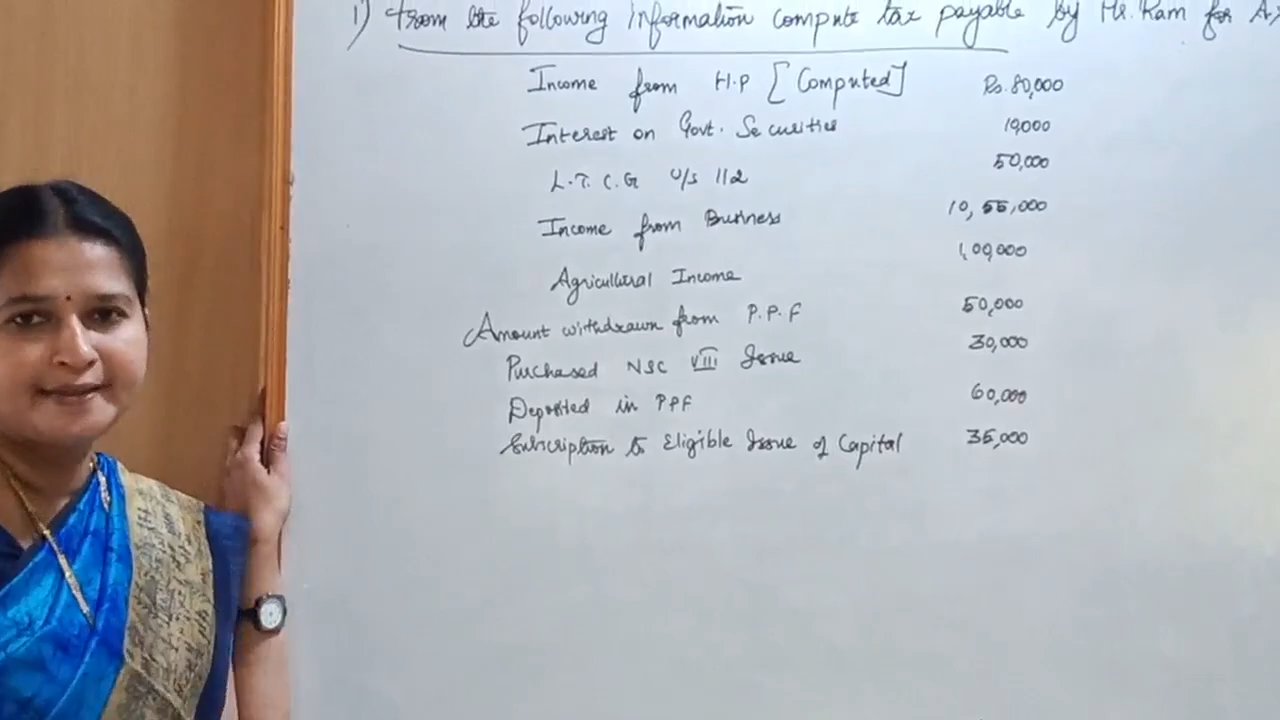 1) From the following information compute tax payable by Mr. Ram for A.
Income from H.P [Computed] Rs. 80,000
Interest on Govt. Securities 19,000
L.T.C.G U/s 112 50,000
Income from Business 10,55,000
Agricultural Income 1,00,000
Amount withdrawn from P.P.F 50,000
Purchased NSC VIII Issue 30,000
Deposited in PPF 60,000
Subscription to Eligible Issue of Capital 35,000